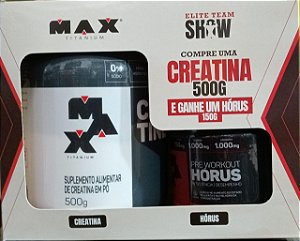 MAX
TITANIUM
ELITE TEAM
SHOW
COMPRE UMA
CREATINA
500G
E GANHE UM HÓRUS
150G
0%
MAX
TITANIUM
SUPLEMENTO ALIMENTAR
DE CREATINA EM PÓ
500g
1.000mg
1.000mg
PRE WORKOUT
HÓRUS
CREATINA
HÓRUS